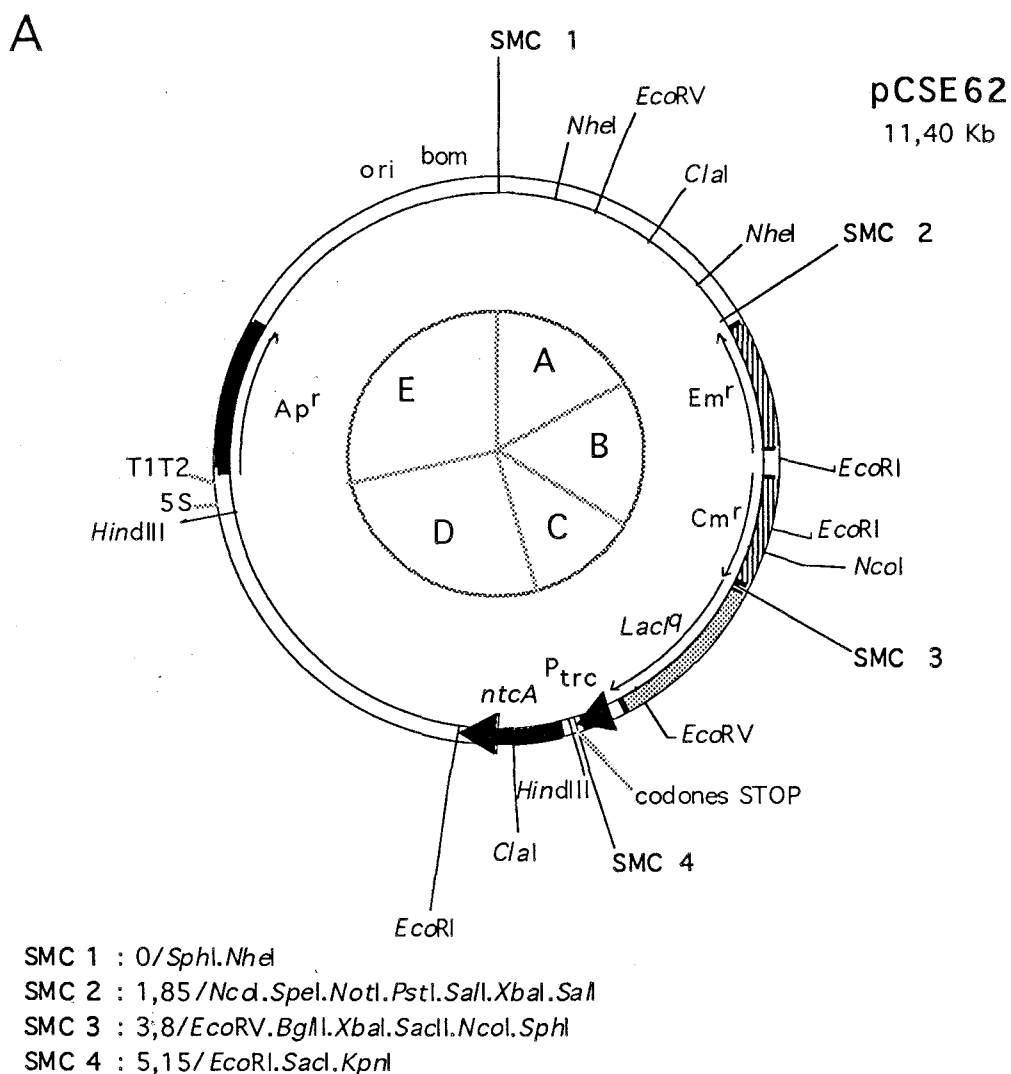 A
SMC 1
pCSE62
11,40 Kb
EcoRV
NheI
ClaI
bom
ori
NheI
SMC 2
A
E
B
Apʳ
Emʳ
EcoRI
T1T2
5S
HindIII
D
C
Cmʳ
EcoRI
NcoI
LacIq
SMC 3
Ptrc
ntcA
EcoRV
HindIII
codones STOP
ClaI
SMC 4
EcoRI
SMC 1 : 0/SphI.NheI
SMC 2 : 1,85/NcoI.SpeI.NotI.PstI.SalI.XbaI.SalI
SMC 3 : 3,8/EcoRV.BglII.XbaI.SacII.NcoI.SphI
SMC 4 : 5,15/EcoRI.SacI.KpnI